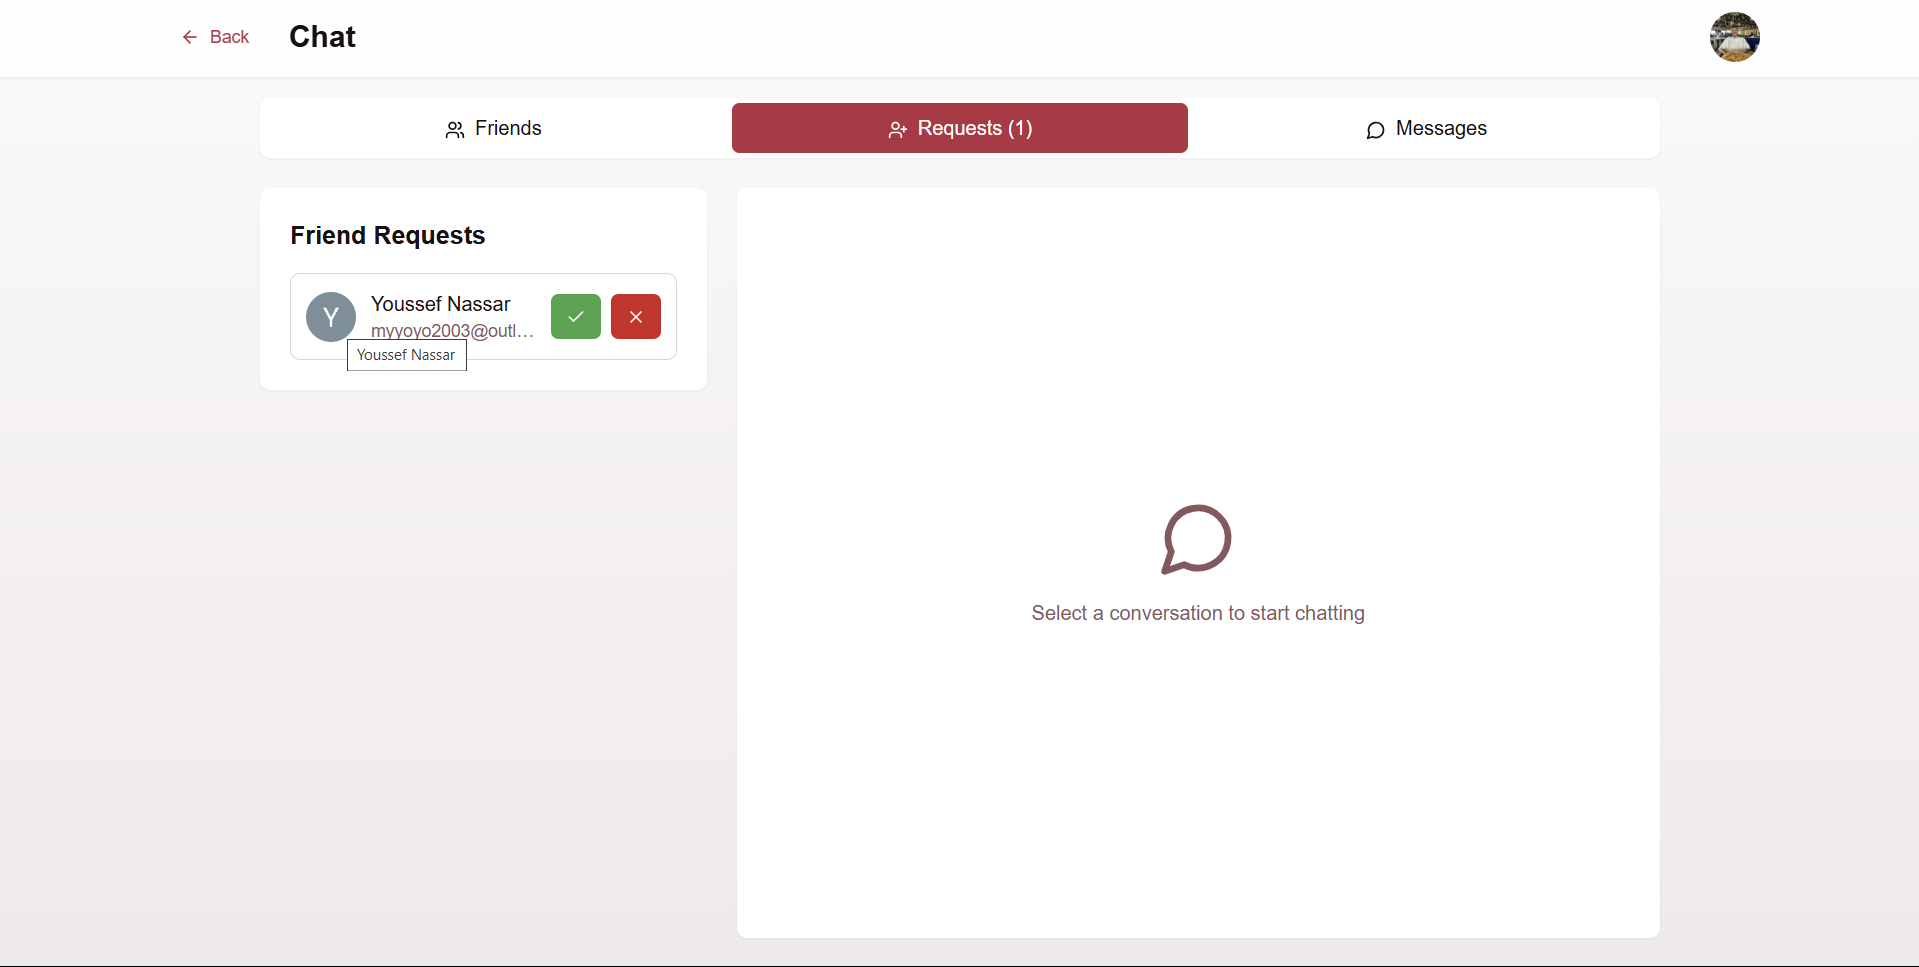 Back
Chat
Friends
Requests (1)
Messages
Friend Requests
Y
Youssef Nassar
myyoyo2003@outl...
Youssef Nassar
Select a conversation to start chatting